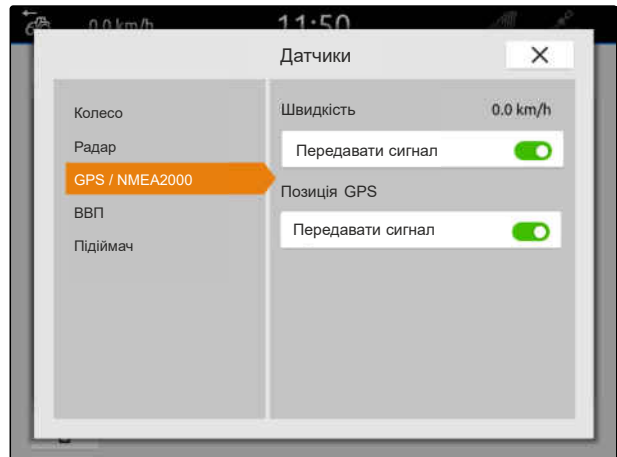 0.0 km/h 11:50
Датчики
Колесо
Радар
GPS / NMEA2000
ВВП
Підіймач
Швидкість 0.0 km/h
Передавати сигнал
Позиція GPS
Передавати сигнал